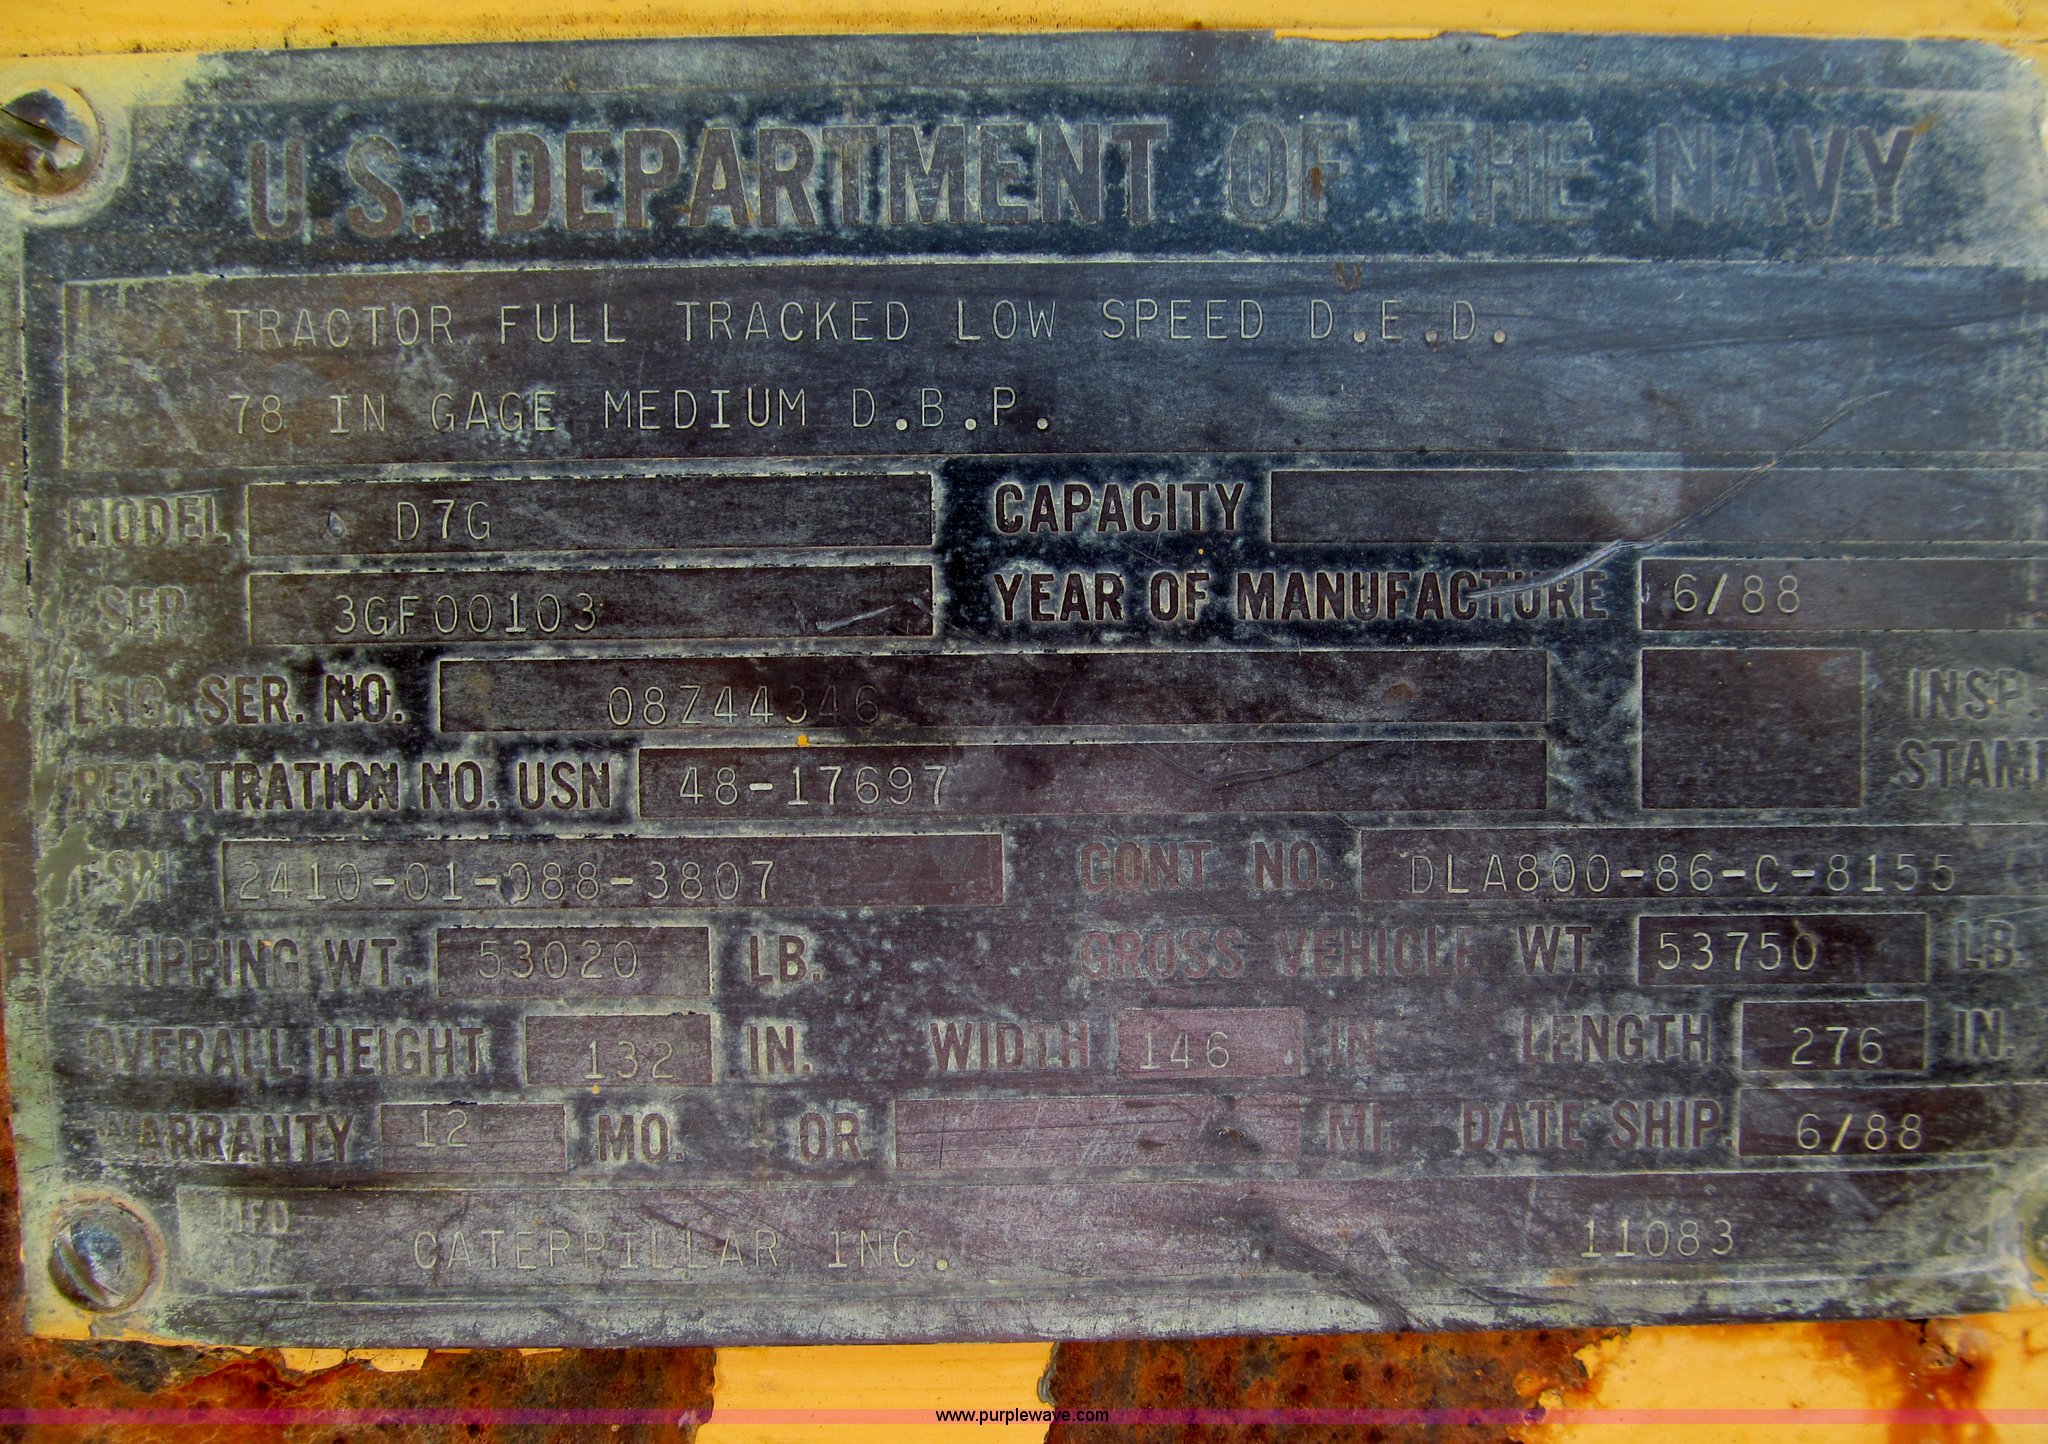 U.S. DEPARTMENT OF THE NAVY
TRACTOR FULL TRACKED LOW SPEED D.E.D.
78 IN GAGE MEDIUM D.B.P.
MODEL D7G CAPACITY
SER 3GF00103 YEAR OF MANUFACTURE 6/88
ENG. SER. NO. 08Z44346 INSP.
REGISTRATION NO. USN 48-17697 STAMP
FSN 2410-01-088-3807 CONT. NO. DLA800-86-C-8155
SHIPPING WT. 53020 LB. GROSS VEHICLE WT. 53750 LB.
OVERALL HEIGHT 132 IN. WIDTH 146 IN LENGTH 276 IN.
WARRANTY 12 MO. OR MI. DATE SHIP. 6/88
MFD
CATERPILLAR INC. 11083
www.purplewave.com